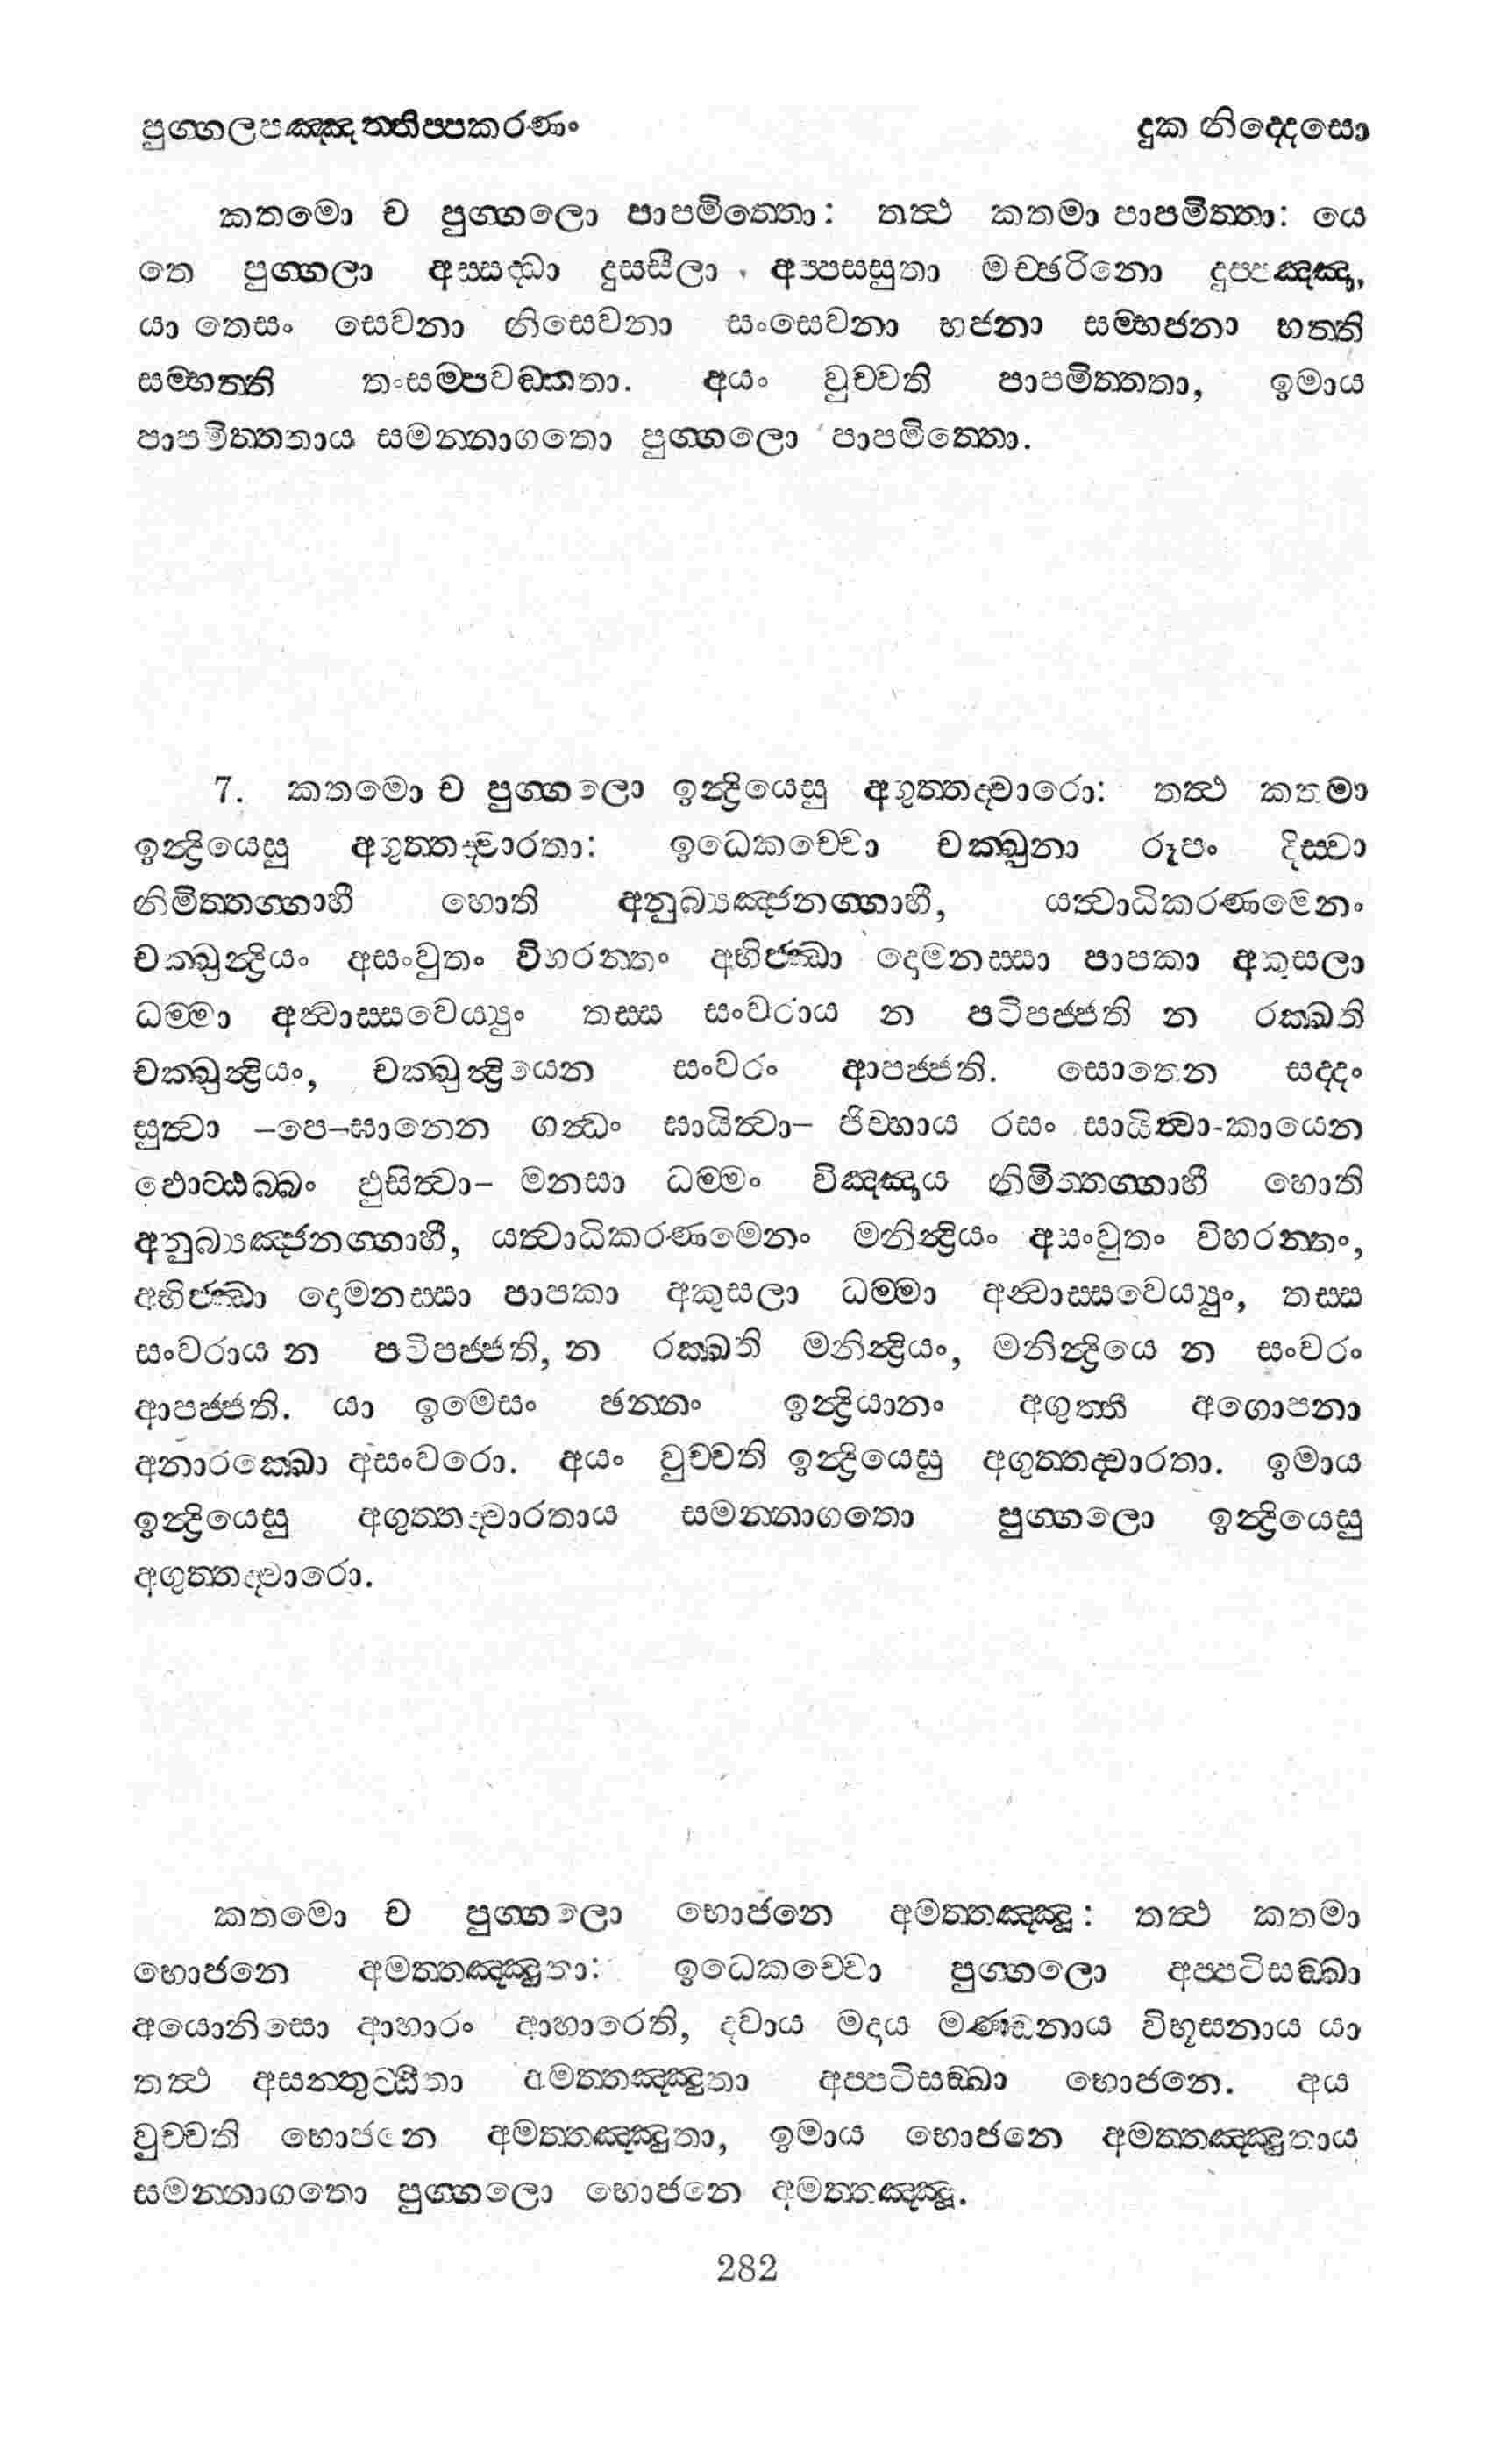 පුග්ගලපඤ්ඤත්තිප්පකරණං දුක නිද්දෙසො
කතමො ච පුග්ගලො පාපමිත්තො: තත්ථ කතමා පාපමිත්තා: යෙ
තෙ පුග්ගලා අස්සද්ධා දුස්සීලා අප්පස්සුතා මච්ඡරිනො දුප්පඤ්ඤා,
යා තෙසං සෙවනා නිසෙවනා සංසෙවනා භජනා සම්භජනා භත්ති
සම්භත්ති තංසම්පවඞ්කතා. අයං වුච්චති පාපමිත්තතා, ඉමාය
පාපමිත්තතාය සමන්නාගතො පුග්ගලො පාපමිත්තො.
7. කතමො ච පුග්ගලො ඉන්ද්‍රියෙසු අගුත්තද්වාරො: තත්ථ කතමා
ඉන්ද්‍රියෙසු අගුත්තද්වාරතා: ඉධෙකච්චො චක්ඛුනා රූපං දිස්වා
නිමිත්තග්ගාහී හොති අනුබ්‍යඤ්ජනග්ගාහී, යත්වාධිකරණමෙනං
චක්ඛුන්ද්‍රියං අසංවුතං විහරන්තං අභිජ්ඣා දොමනස්සා පාපකා අකුසලා
ධම්මා අන්වාස්සවෙය්‍යුං තස්ස සංවරාය න පටිපජ්ජති න රක්ඛති
චක්ඛුන්ද්‍රියං, චක්ඛුන්ද්‍රියෙන සංවරං ආපජ්ජති. සොතෙන සද්දං
සුත්වා –පෙ–ඝානෙන ගන්ධං ඝායිත්වා– ජිව්හාය රසං සායිත්වා-කායෙන
ඵොට්ඨබ්බං ඵුසිත්වා– මනසා ධම්මං විඤ්ඤාය නිමිත්තග්ගාහී හොති
අනුබ්‍යඤ්ජනග්ගාහී, යත්වාධිකරණමෙනං මනින්ද්‍රියං අසංවුතං විහරන්තං,
අභිජ්ඣා දොමනස්සා පාපකා අකුසලා ධම්මා අන්වාස්සවෙය්‍යුං, තස්ස
සංවරාය න පටිපජ්ජති, න රක්ඛති මනින්ද්‍රියං, මනින්ද්‍රියෙ න සංවරං
ආපජ්ජති. යා ඉමෙසං ඡන්නං ඉන්ද්‍රියානං අගුත්ති අගොපනා
අනාරක්ඛො අසංවරො. අයං වුච්චති ඉන්ද්‍රියෙසු අගුත්තද්වාරතා. ඉමාය
ඉන්ද්‍රියෙසු අගුත්තද්වාරතාය සමන්නාගතො පුග්ගලො ඉන්ද්‍රියෙසු
අගුත්තද්වාරො.
කතමො ච පුග්ගලො භොජනෙ අමත්තඤ්ඤූ: තත්ථ කතමා
භොජනෙ අමත්තඤ්ඤුතා: ඉධෙකච්චො පුග්ගලො අප්පටිසඞ්ඛා
අයොනිසො ආහාරං ආහාරෙති, දවාය මදාය මණ්ඩනාය විභූසනාය යා
තත්ථ අසන්තුට්ඨිතා අමත්තඤ්ඤුතා අප්පටිසඞ්ඛා භොජනෙ. අය
වුච්චති භොජනෙ අමත්තඤ්ඤුතා, ඉමාය භොජනෙ අමත්තඤ්ඤුතාය
සමන්නාගතො පුග්ගලො භොජනෙ අමත්තඤ්ඤූ.
282